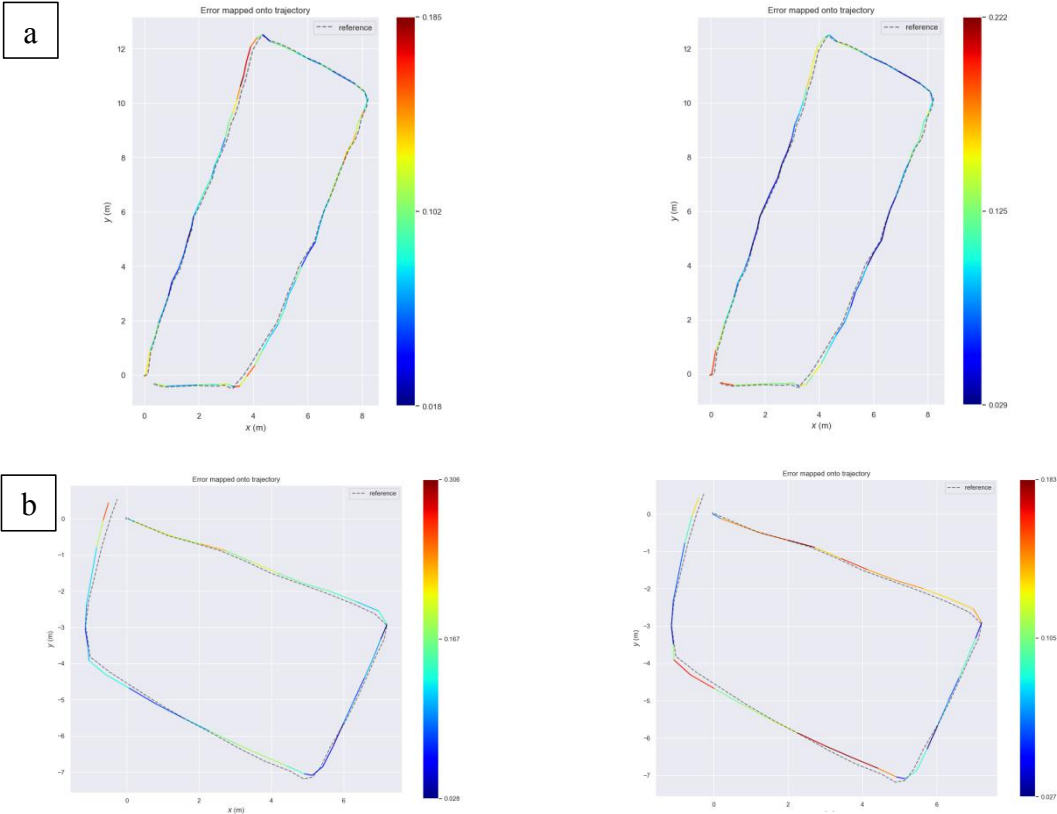 a
Error mapped onto trajectory
reference
0.185
0.102
0.018
12
10
8
6
4
2
0
y (m)
0 2 4 6 8
x (m)
Error mapped onto trajectory
reference
0.222
0.125
0.029
12
10
8
6
4
2
0
y (m)
0 2 4 6 8
x (m)
b
Error mapped onto trajectory
reference
0.306
0.167
0.028
0
−1
−2
−3
−4
−5
−6
−7
y (m)
0 2 4 6
x (m)
Error mapped onto trajectory
reference
0.183
0.105
0.027
0
−1
−2
−3
−4
−5
−6
−7
y (m)
0 2 4 6